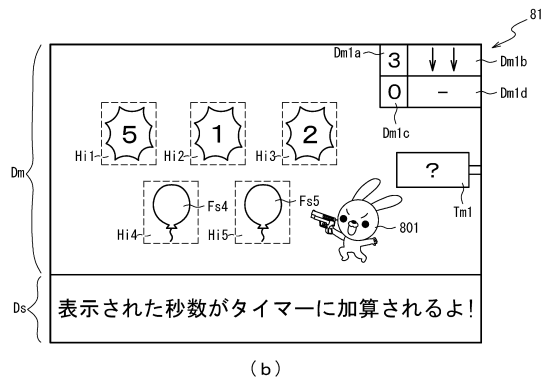 81
Dm1a
3
↓↓
Dm1b
0
-
Dm1d
Dm1c
5
1
2
Hi1
Hi2
Hi3
Dm
?
Tm1
Fs4
Fs5
801
Hi4
Hi5
Ds
表示された秒数がタイマーに加算されるよ!
(b)